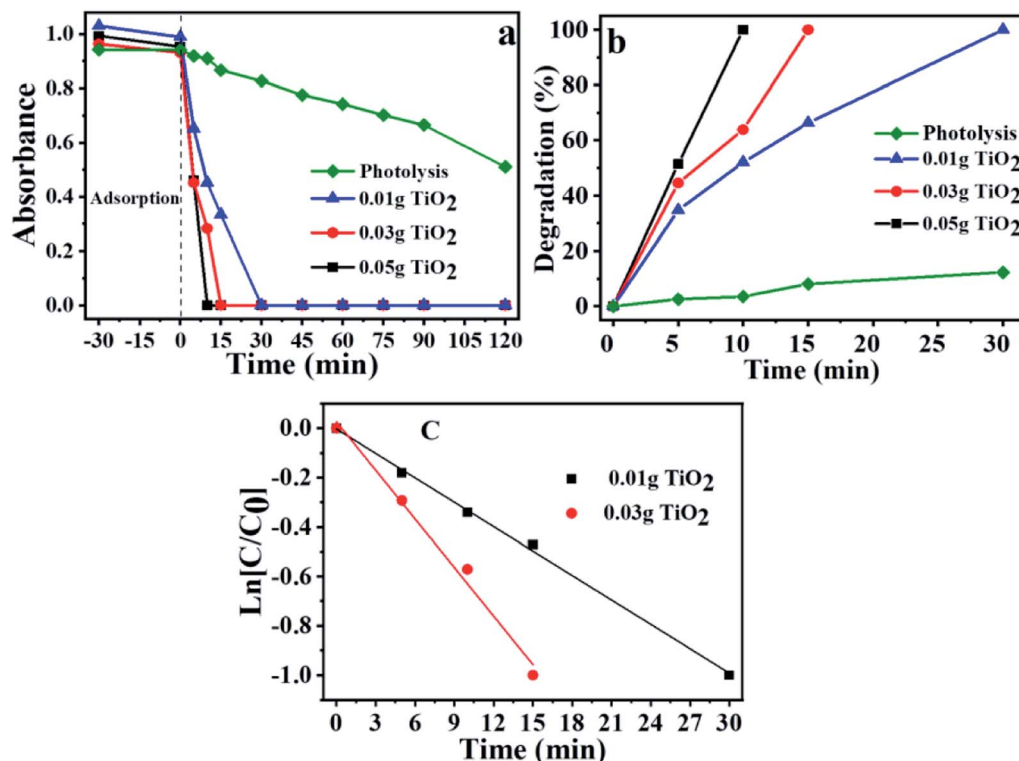 a
Absorbance
1.0
0.8
0.6
0.4
0.2
0.0
Adsorption
Photolysis
0.01g TiO2
0.03g TiO2
0.05g TiO2
-30 -15 0 15 30 45 60 75 90 105 120
Time (min)
b
Degradation (%)
100
80
60
40
20
0
Photolysis
0.01g TiO2
0.03g TiO2
0.05g TiO2
0 5 10 15 20 25 30
Time (min)
C
Ln[C/C0]
0.0
-0.2
-0.4
-0.6
-0.8
-1.0
0.01g TiO2
0.03g TiO2
0 3 6 9 12 15 18 21 24 27 30
Time (min)